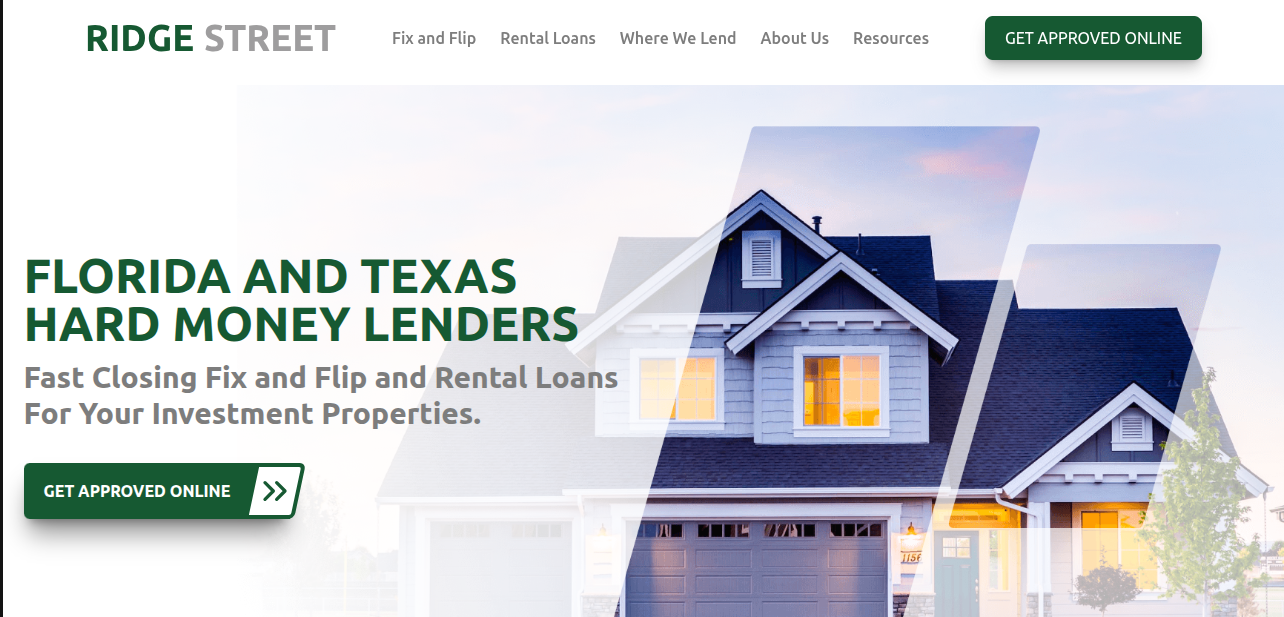 RIDGE STREET
Fix and Flip
Rental Loans
Where We Lend
About Us
Resources
GET APPROVED ONLINE
FLORIDA AND TEXAS
HARD MONEY LENDERS
Fast Closing Fix and Flip and Rental Loans
For Your Investment Properties.
GET APPROVED ONLINE